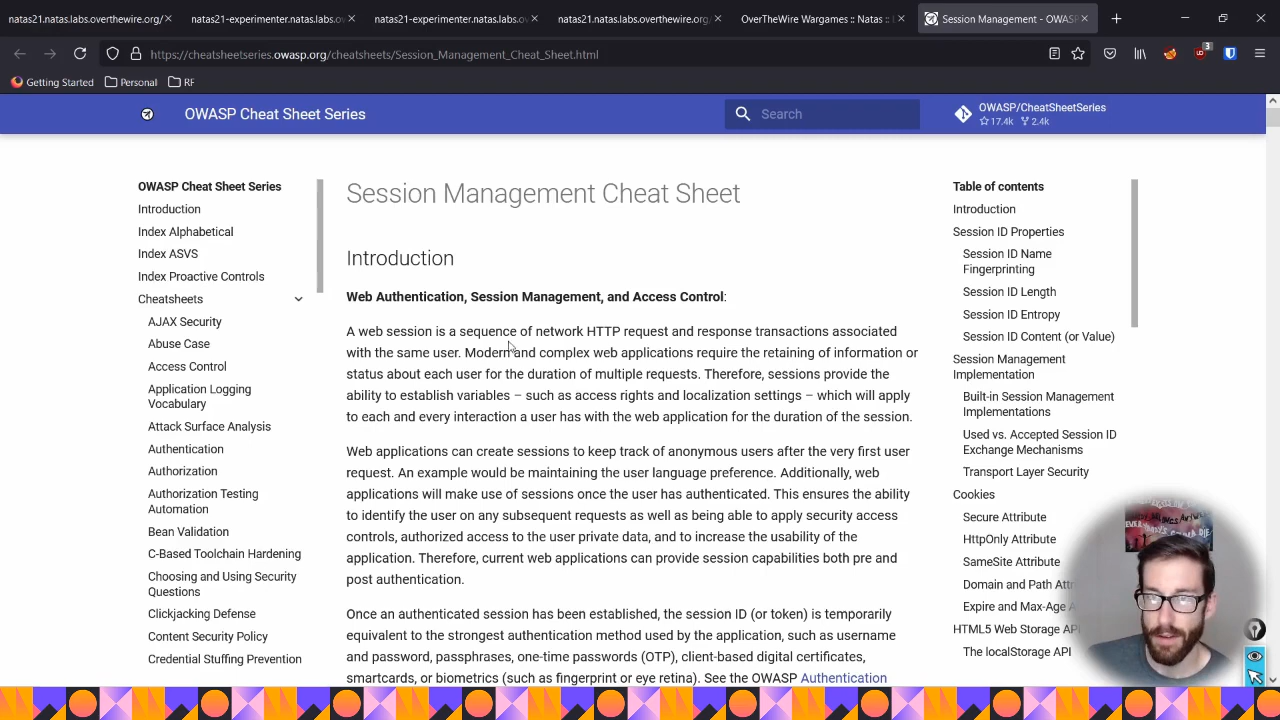 natas21.natas.labs.overthewire.org/
natas21-experimenter.natas.labs.ov
natas21-experimenter.natas.labs.ov
natas21.natas.labs.overthewire.org/
OverTheWire Wargames :: Natas ::
Session Management - OWASP
https://cheatsheetseries.owasp.org/cheatsheets/Session_Management_Cheat_Sheet.html
3
Getting Started
Personal
RF
OWASP Cheat Sheet Series
Search
OWASP/CheatSheetSeries
17.4k 2.4k
OWASP Cheat Sheet Series
Introduction
Index Alphabetical
Index ASVS
Index Proactive Controls
Cheatsheets
AJAX Security
Abuse Case
Access Control
Application Logging
Vocabulary
Attack Surface Analysis
Authentication
Authorization
Authorization Testing
Automation
Bean Validation
C-Based Toolchain Hardening
Choosing and Using Security
Questions
Clickjacking Defense
Content Security Policy
Credential Stuffing Prevention
Session Management Cheat Sheet
Introduction
Web Authentication, Session Management, and Access Control:
A web session is a sequence of network HTTP request and response transactions associated
with the same user. Modern and complex web applications require the retaining of information or
status about each user for the duration of multiple requests. Therefore, sessions provide the
ability to establish variables – such as access rights and localization settings – which will apply
to each and every interaction a user has with the web application for the duration of the session.
Web applications can create sessions to keep track of anonymous users after the very first user
request. An example would be maintaining the user language preference. Additionally, web
applications will make use of sessions once the user has authenticated. This ensures the ability
to identify the user on any subsequent requests as well as being able to apply security access
controls, authorized access to the user private data, and to increase the usability of the
application. Therefore, current web applications can provide session capabilities both pre and
post authentication.
Once an authenticated session has been established, the session ID (or token) is temporarily
equivalent to the strongest authentication method used by the application, such as username
and password, passphrases, one-time passwords (OTP), client-based digital certificates,
smartcards, or biometrics (such as fingerprint or eye retina). See the OWASP Authentication
Table of contents
Introduction
Session ID Properties
Session ID Name
Fingerprinting
Session ID Length
Session ID Entropy
Session ID Content (or Value)
Session Management
Implementation
Built-in Session Management
Implementations
Used vs. Accepted Session ID
Exchange Mechanisms
Transport Layer Security
Cookies
Secure Attribute
HttpOnly Attribute
SameSite Attribute
Domain and Path Attr
Expire and Max-Age A
HTML5 Web Storage API
The localStorage API